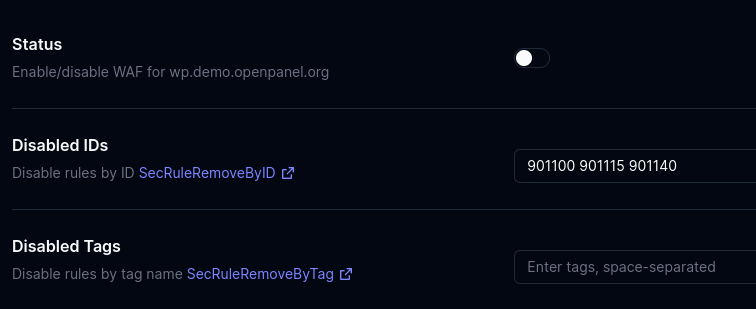 Status
Enable/disable WAF for wp.demo.openpanel.org
Disabled IDs
Disable rules by ID SecRuleRemoveByID
901100 901115 901140
Disabled Tags
Disable rules by tag name SecRuleRemoveByTag
Enter tags, space-separated